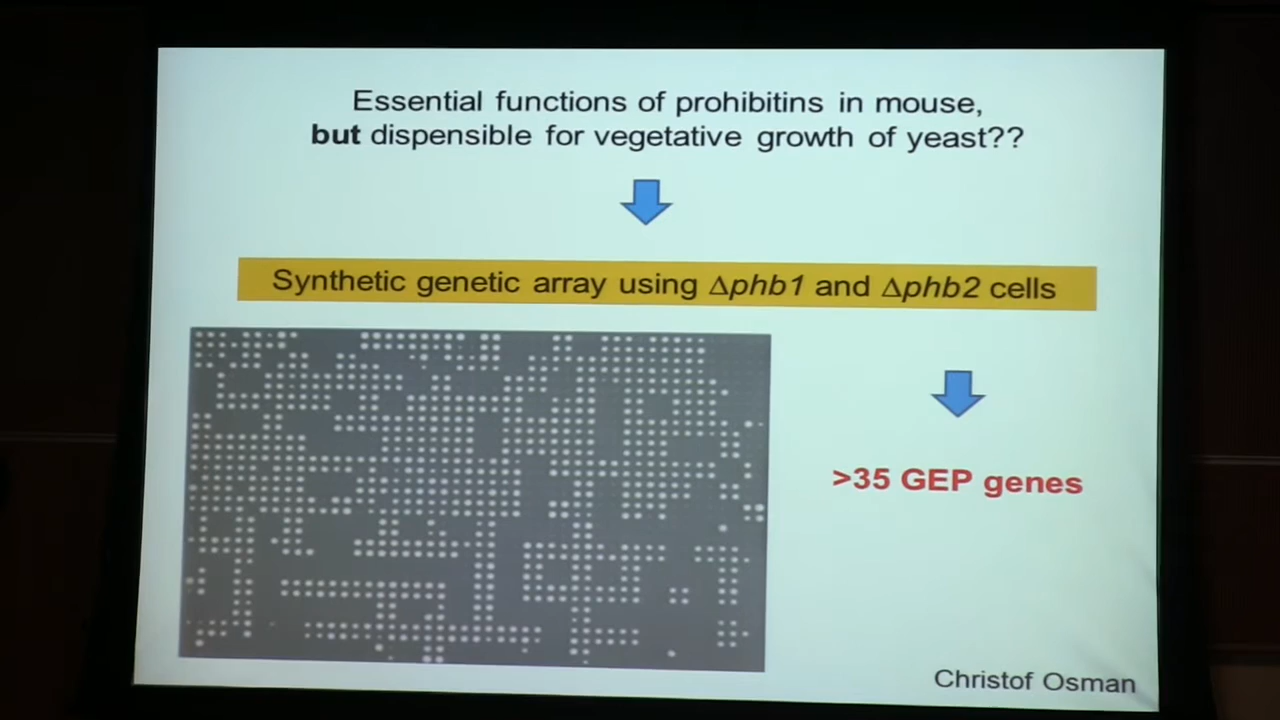 Essential functions of prohibitins in mouse,
but dispensible for vegetative growth of yeast??
Synthetic genetic array using Δphb1 and Δphb2 cells
>35 GEP genes
Christof Osman